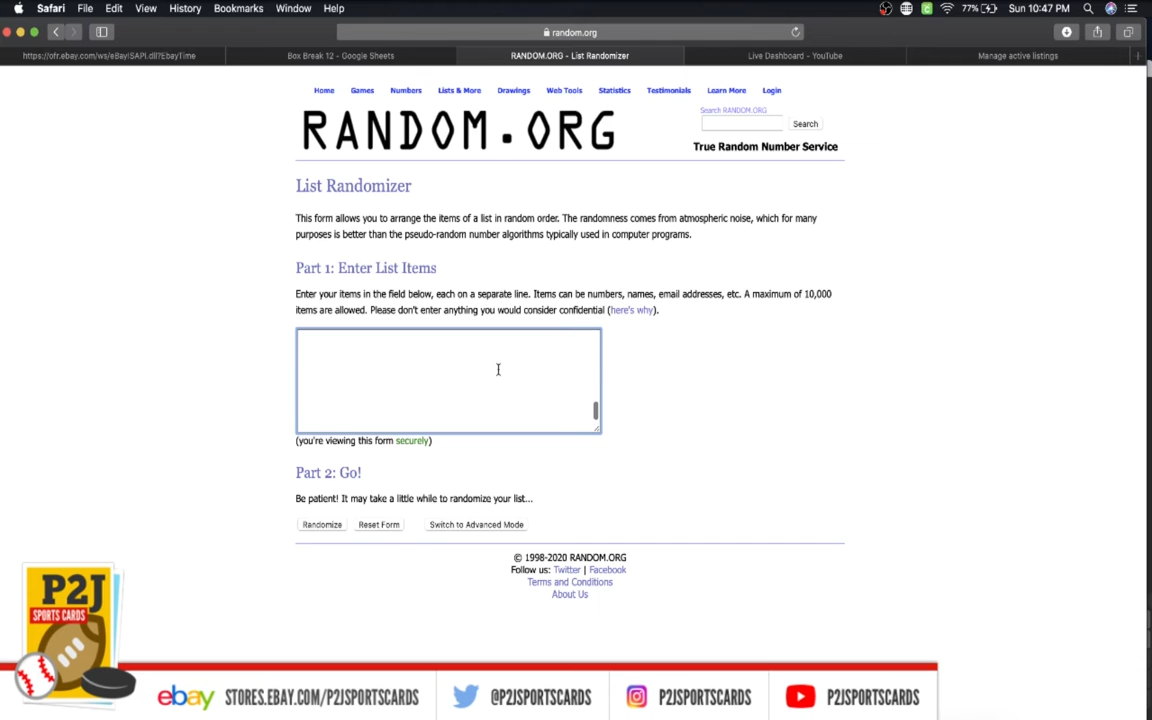 Safari File Edit View History Bookmarks Window Help 77% Sun 10:47 PM
random.org
https://ofr.ebay.com/ws/eBayISAPI.dll?EbayTime Box Break 12 - Google Sheets RANDOM.ORG - List Randomizer Live Dashboard - YouTube Manage active listings
Home Games Numbers Lists & More Drawings Web Tools Statistics Testimonials Learn More Login
RANDOM.ORG
Search RANDOM.ORG
Search
True Random Number Service
List Randomizer
This form allows you to arrange the items of a list in random order. The randomness comes from atmospheric noise, which for many
purposes is better than the pseudo-random number algorithms typically used in computer programs.
Part 1: Enter List Items
Enter your items in the field below, each on a separate line. Items can be numbers, names, email addresses, etc. A maximum of 10,000
items are allowed. Please don't enter anything you would consider confidential (here's why).
(you're viewing this form securely)
Part 2: Go!
Be patient! It may take a little while to randomize your list...
Randomize Reset Form Switch to Advanced Mode
© 1998-2020 RANDOM.ORG
Follow us: Twitter | Facebook
Terms and Conditions
About Us
P2J
SPORTS CARDS
ebay STORES.EBAY.COM/P2JSPORTSCARDS @P2JSPORTSCARDS P2JSPORTSCARDS P2JSPORTSCARDS